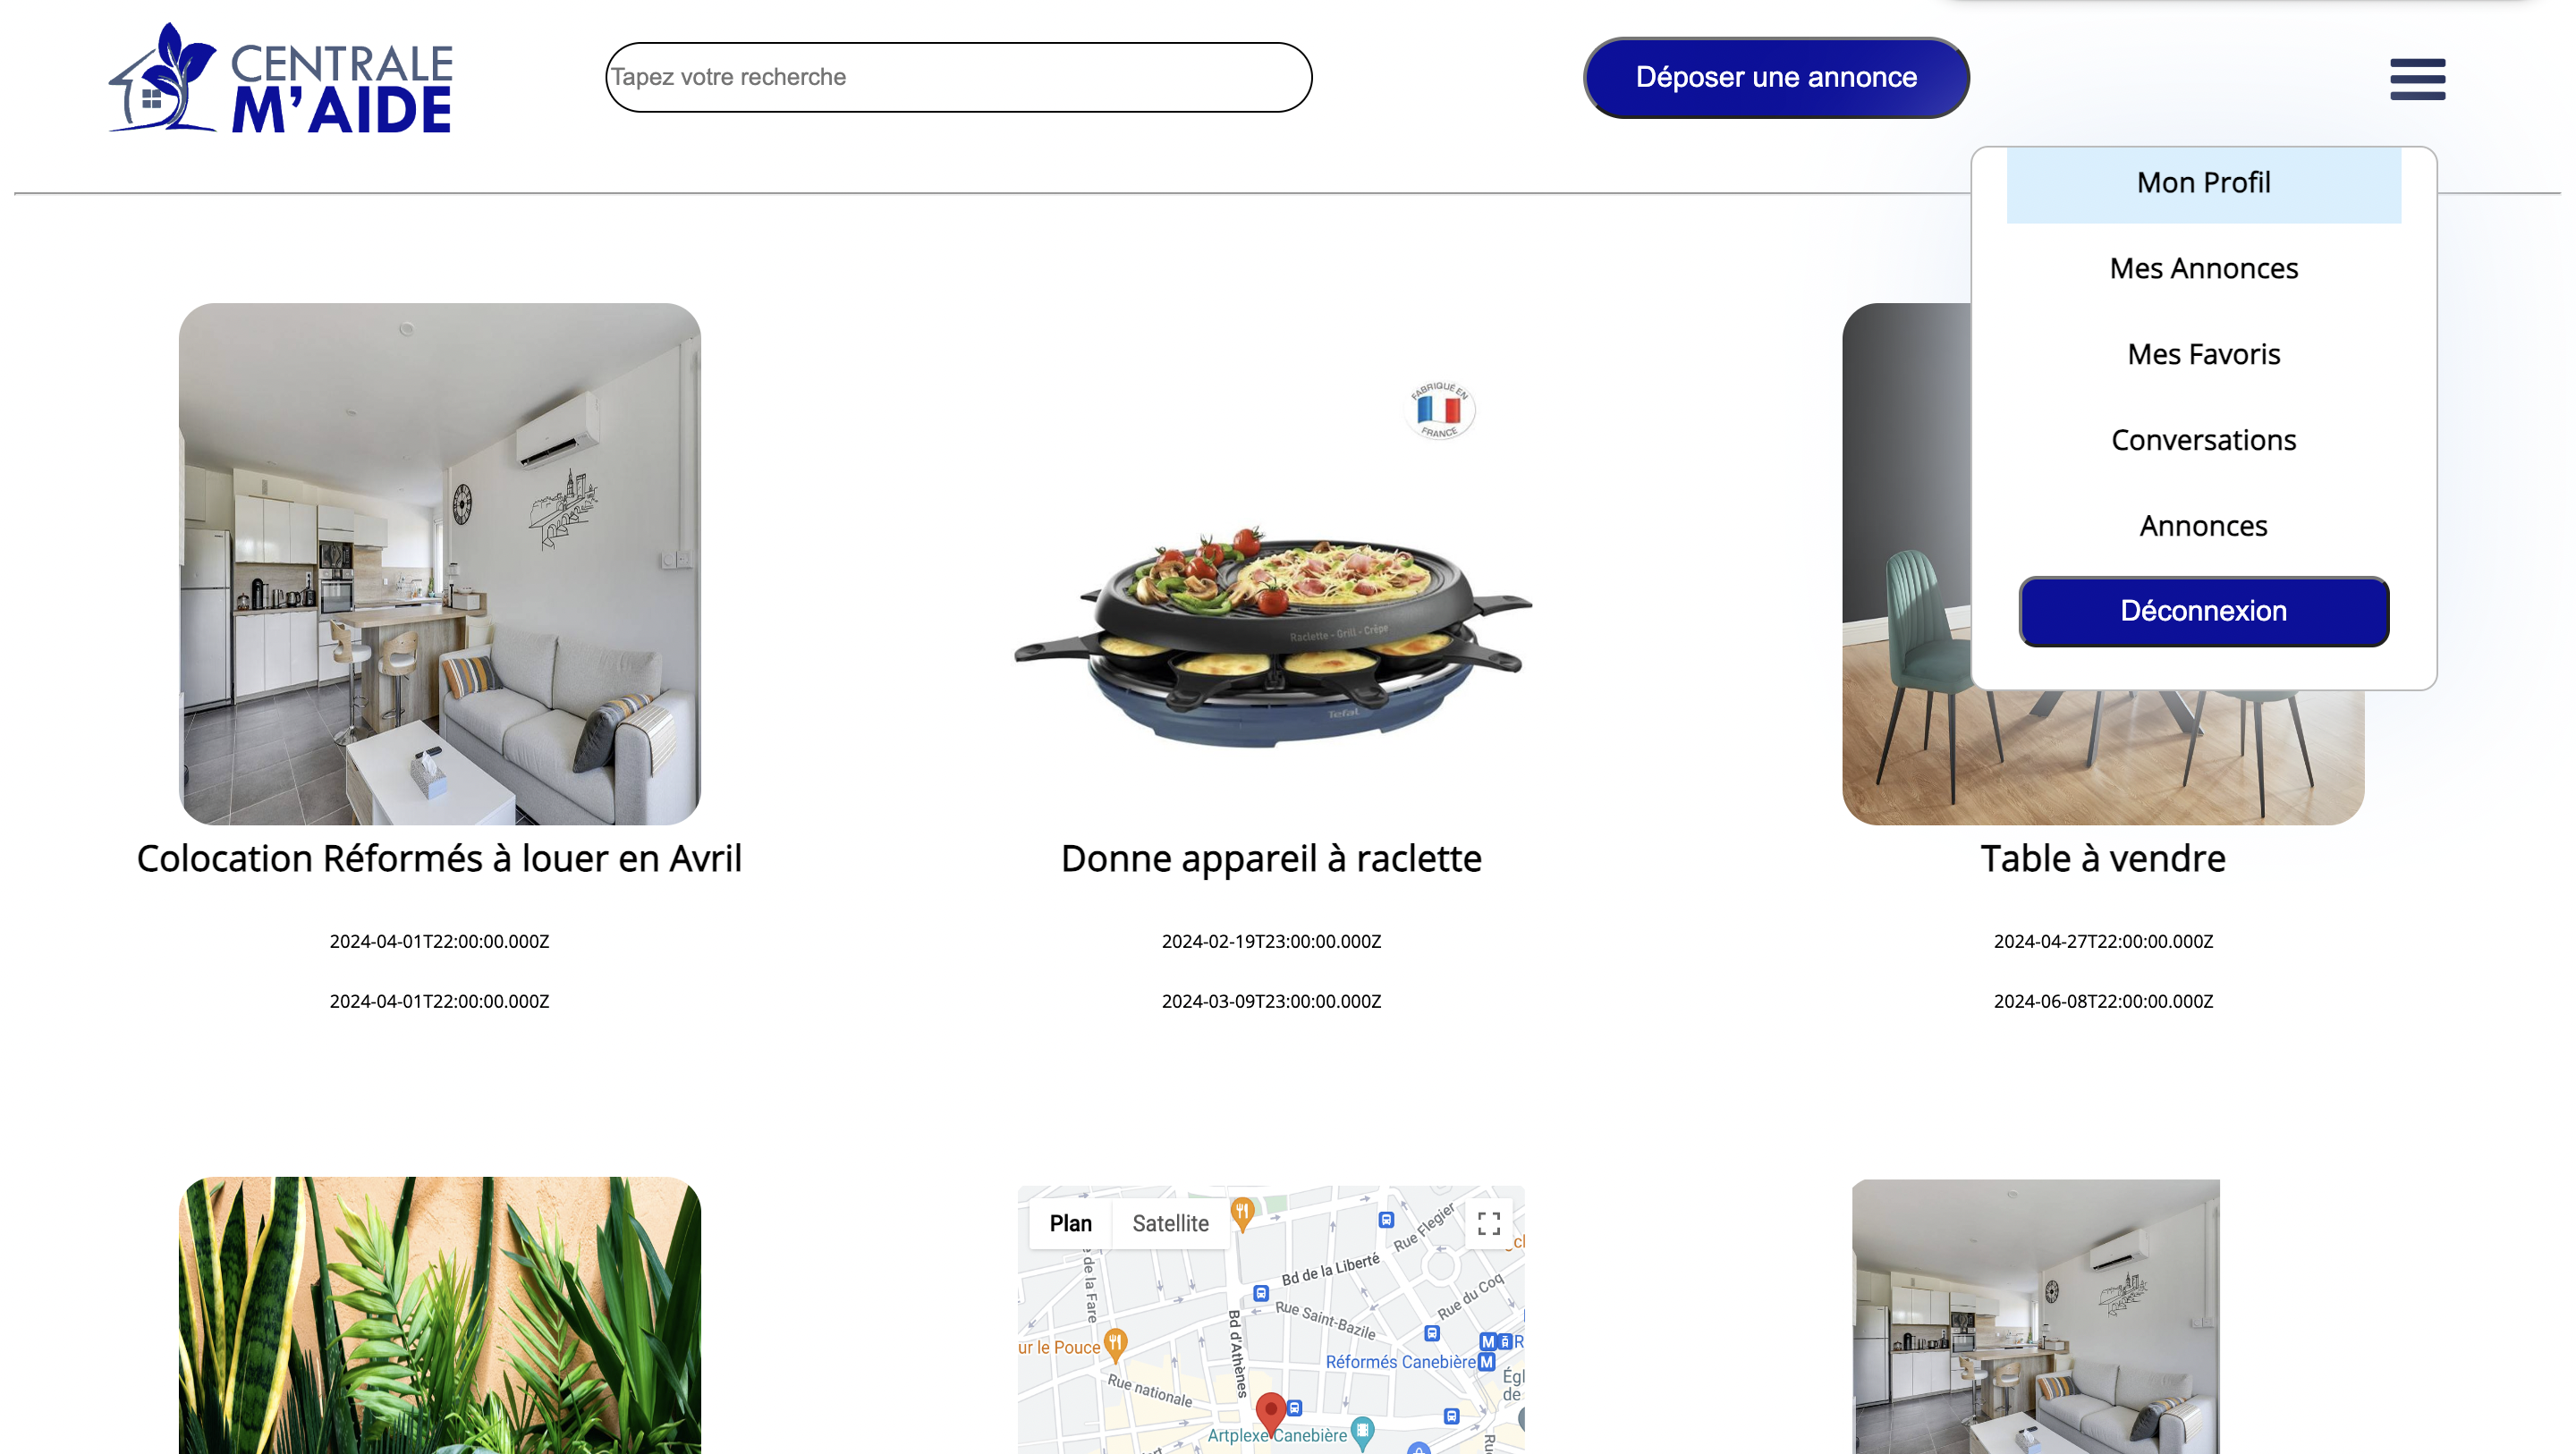 CENTRALE
M'AIDE
Tapez votre recherche
Déposer une annonce
Mon Profil
Mes Annonces
Mes Favoris
Conversations
Annonces
Déconnexion
FABRIQUÉ EN
FRANCE
Raclette - Grill - Crêpe
Tefal
Colocation Réformés à louer en Avril
Donne appareil à raclette
Table à vendre
2024-04-01T22:00:00.000Z
2024-02-19T23:00:00.000Z
2024-04-27T22:00:00.000Z
2024-04-01T22:00:00.000Z
2024-03-09T23:00:00.000Z
2024-06-08T22:00:00.000Z
Plan
Satellite
Rue Flegier
e de la Fare
Bd de la Liberté
Rue du Coq
Rue Saint-Bazile
Bd d'Athènes
ur le Pouce
M
R
Réformés Canebière
M
Rue nationale
Égl
de
Artplexe Canebière